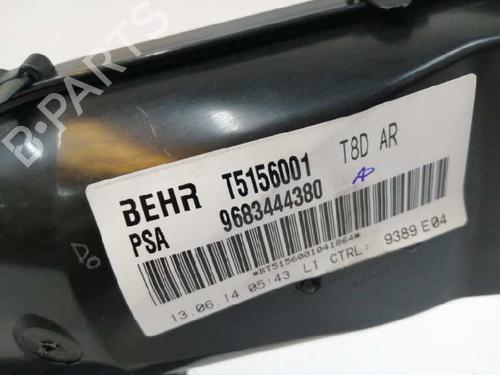 B-PARTS
BEHR T5156001 T8D AR
PSA 9683444380
*BT5156001041864*
13.06.14 05:43 L1 CTRL: 9389 E04